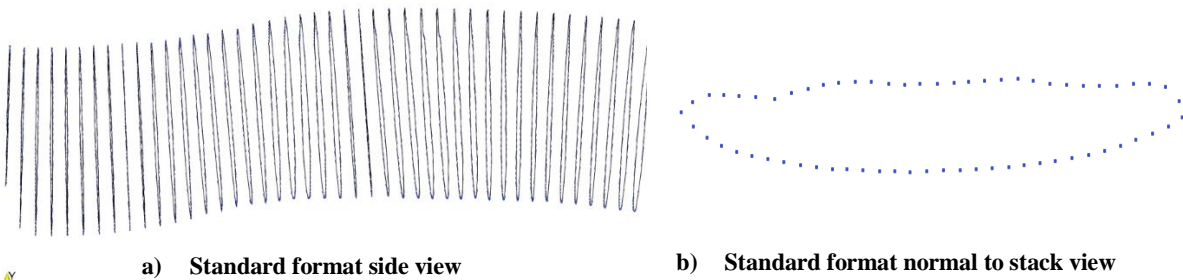 Y
a) Standard format side view
b) Standard format normal to stack view